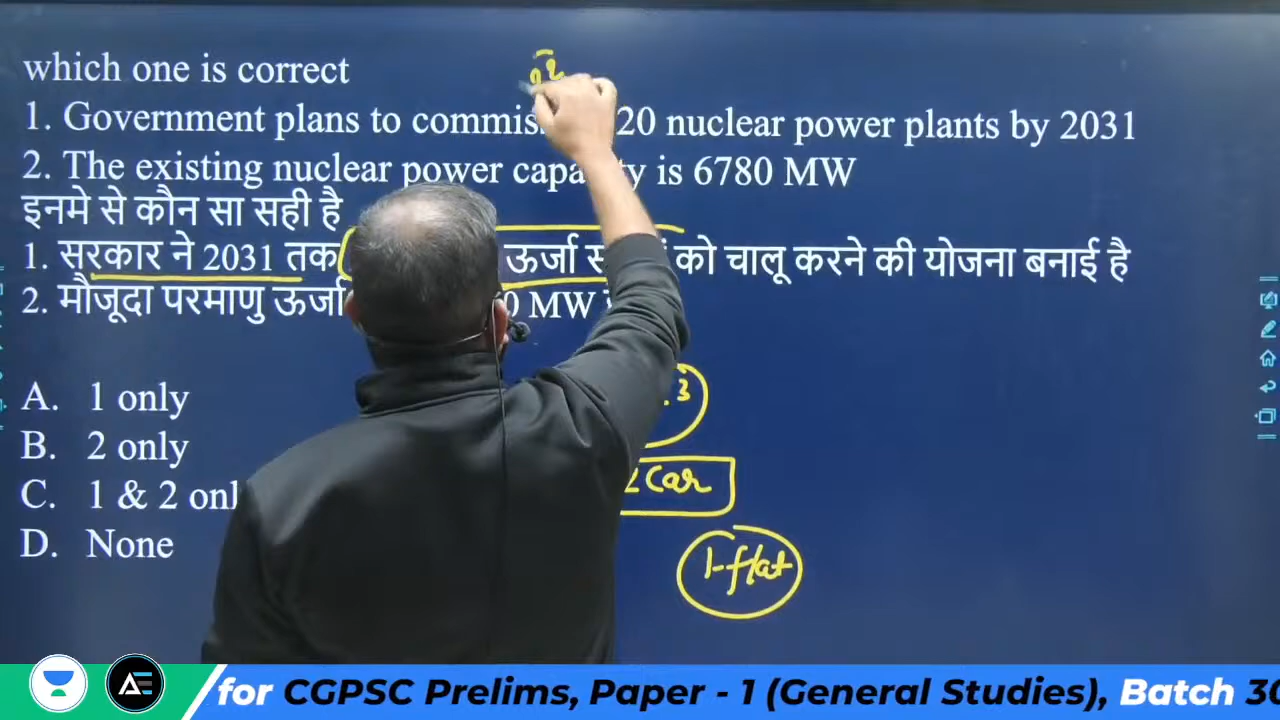 which one is correct
1. Government plans to commis 20 nuclear power plants by 2031
2. The existing nuclear power capa y is 6780 MW
इनमे से कौन सा सही है
1. सरकार ने 2031 तक ऊर्जा को चालू करने की योजना बनाई है
2. मौजूदा परमाणु ऊर्जा 0 MW
.3
A. 1 only
B. 2 only
2 Car
C. 1 & 2 onl
D. None
1-flat
for CGPSC Prelims, Paper - 1 (General Studies), Batch 30